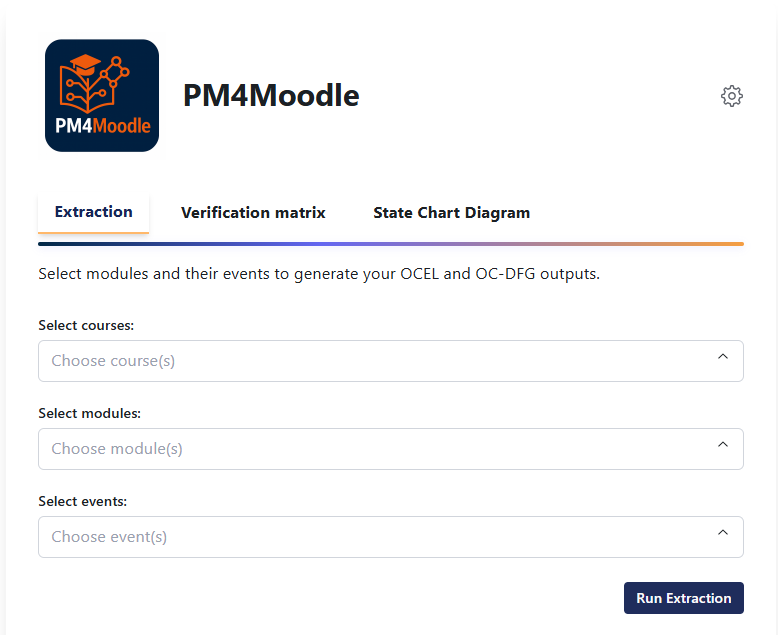 PM4Moodle
PM4Moodle
Extraction
Verification matrix
State Chart Diagram
Select modules and their events to generate your OCEL and OC-DFG outputs.
Select courses:
Choose course(s)
Select modules:
Choose module(s)
Select events:
Choose event(s)
Run Extraction